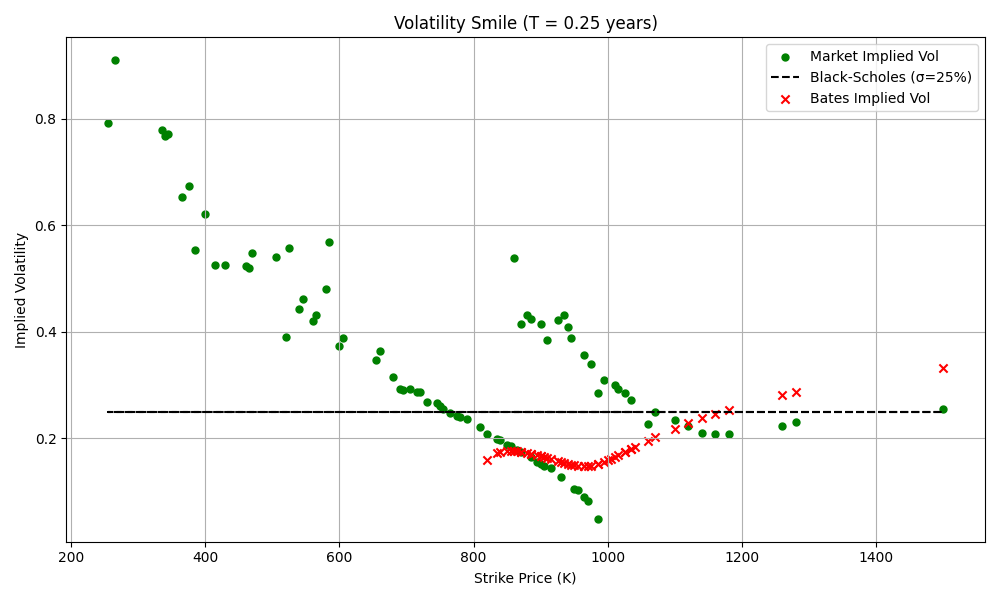 Volatility Smile (T = 0.25 years)
Market Implied Vol
Black-Scholes (σ=25%)
Bates Implied Vol
0.8
0.6
0.4
0.2
Implied Volatility
200
400
600
800
1000
1200
1400
Strike Price (K)